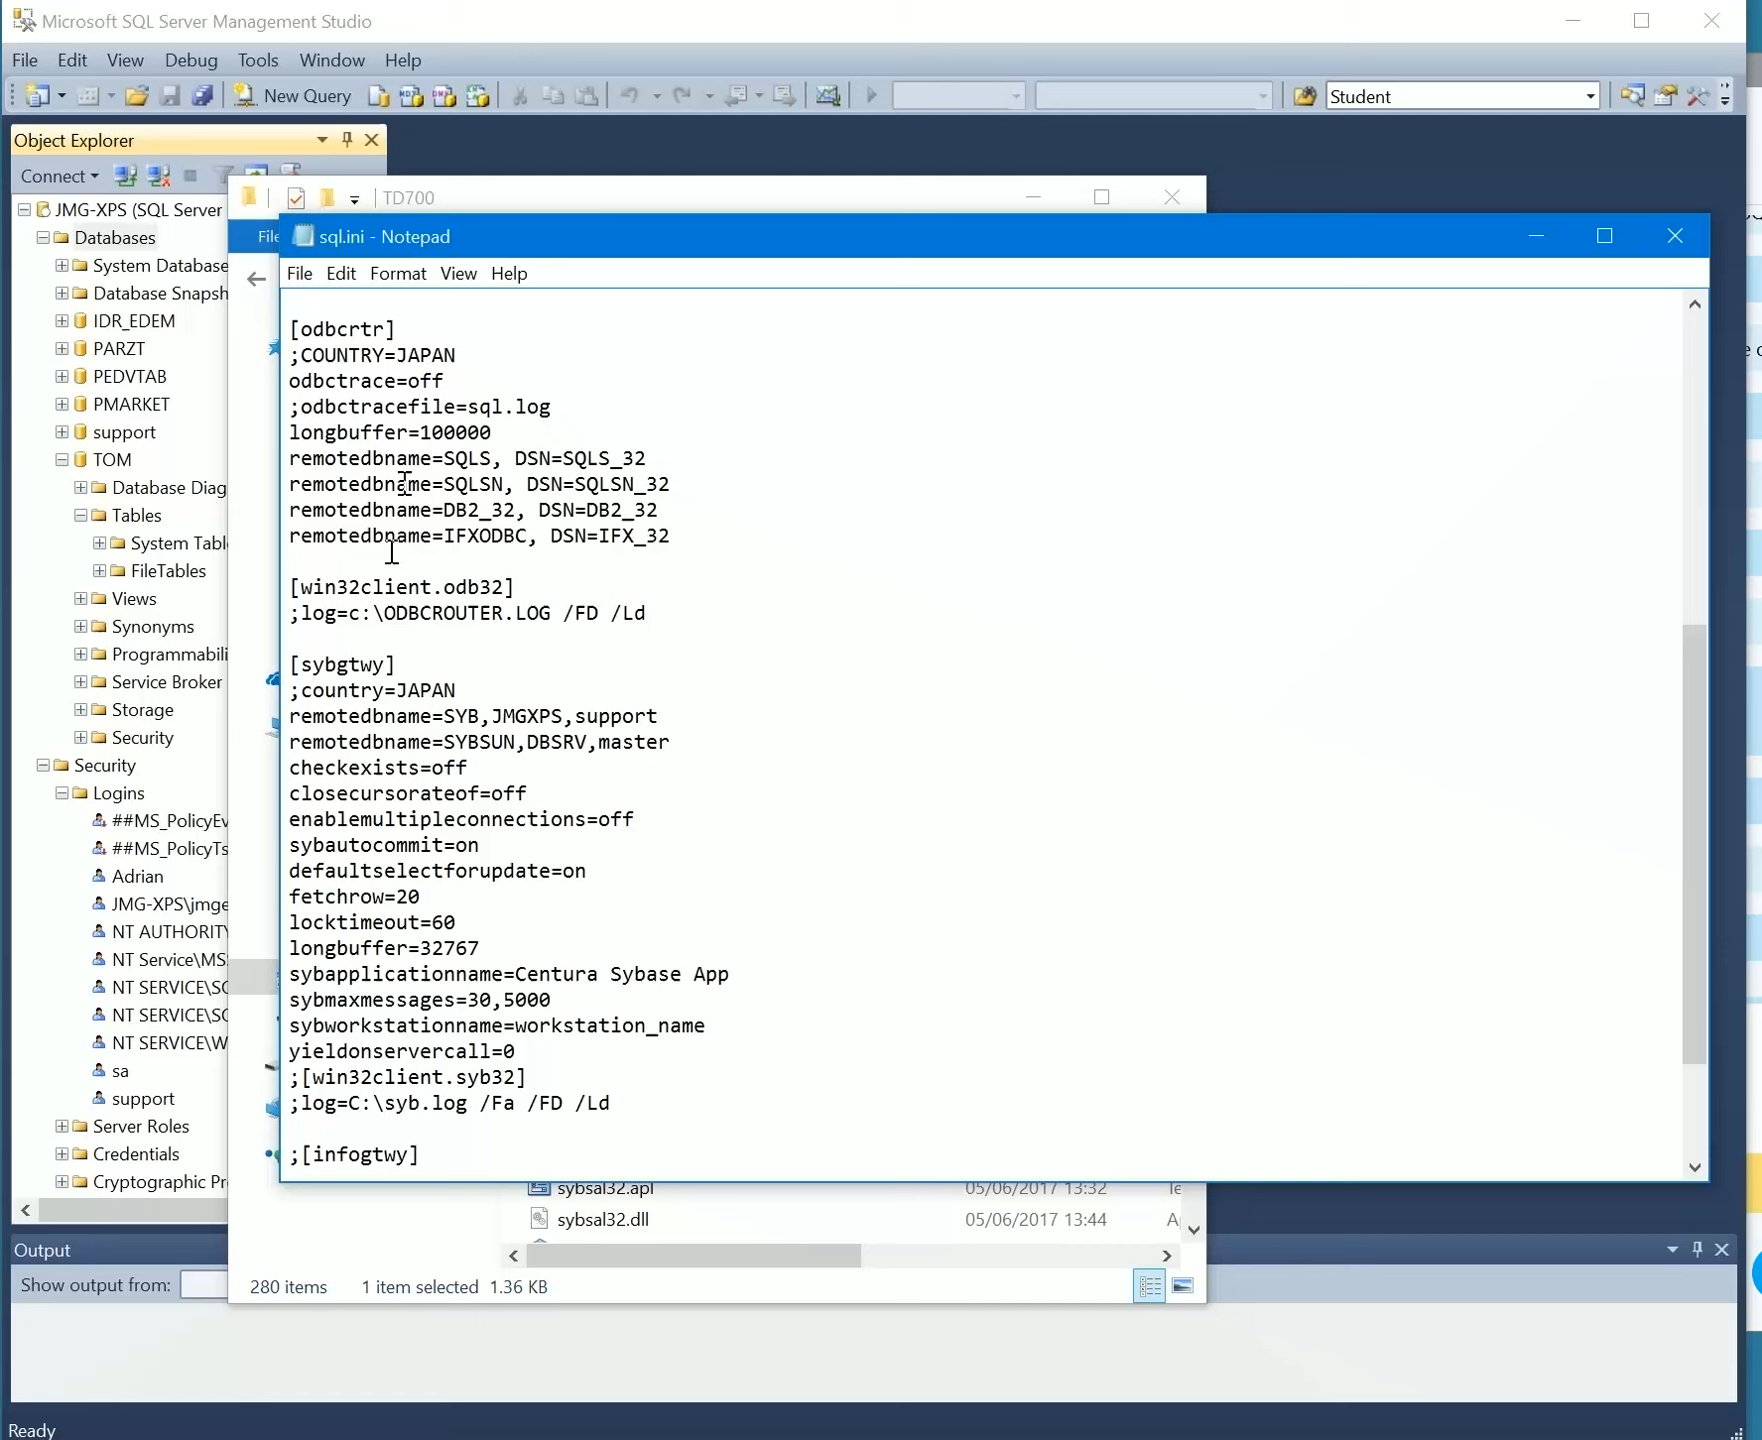 Microsoft SQL Server Management Studio
File Edit View Debug Tools Window Help
New Query
Student
Object Explorer
Connect
JMG-XPS (SQL Server
Databases
System Database
Database Snapsh
IDR_EDEM
PARZT
PEDVTAB
PMARKET
support
TOM
Database Diag
Tables
System Tabl
FileTables
Views
Synonyms
Programmabili
Service Broker
Storage
Security
Security
Logins
##MS_PolicyEv
##MS_PolicyTs
Adrian
JMG-XPS\jmge
NT AUTHORITY
NT Service\MS
NT SERVICE\SC
NT SERVICE\SC
NT SERVICE\W
sa
support
Server Roles
Credentials
Cryptographic Pr
TD700
File
sql.ini - Notepad
File Edit Format View Help
[odbcrtr]
;COUNTRY=JAPAN
odbctrace=off
;odbctracefile=sql.log
longbuffer=100000
remotedbname=SQLS, DSN=SQLS_32
remotedbname=SQLSN, DSN=SQLSN_32
remotedbname=DB2_32, DSN=DB2_32
remotedbname=IFXODBC, DSN=IFX_32
[win32client.odb32]
;log=c:\ODBCROUTER.LOG /FD /Ld
[sybgtwy]
;country=JAPAN
remotedbname=SYB,JMGXPS,support
remotedbname=SYBSUN,DBSRV,master
checkexists=off
closecursorateof=off
enablemultipleconnections=off
sybautocommit=on
defaultselectforupdate=on
fetchrow=20
locktimeout=60
longbuffer=32767
sybapplicationname=Centura Sybase App
sybmaxmessages=30,5000
sybworkstationname=workstation_name
yieldonservercall=0
;[win32client.syb32]
;log=C:\syb.log /Fa /FD /Ld
;[infogtwy]
sybsal32.apl 05/06/2017 13:32
sybsal32.dll 05/06/2017 13:44
280 items 1 item selected 1.36 KB
Output
Show output from:
Ready